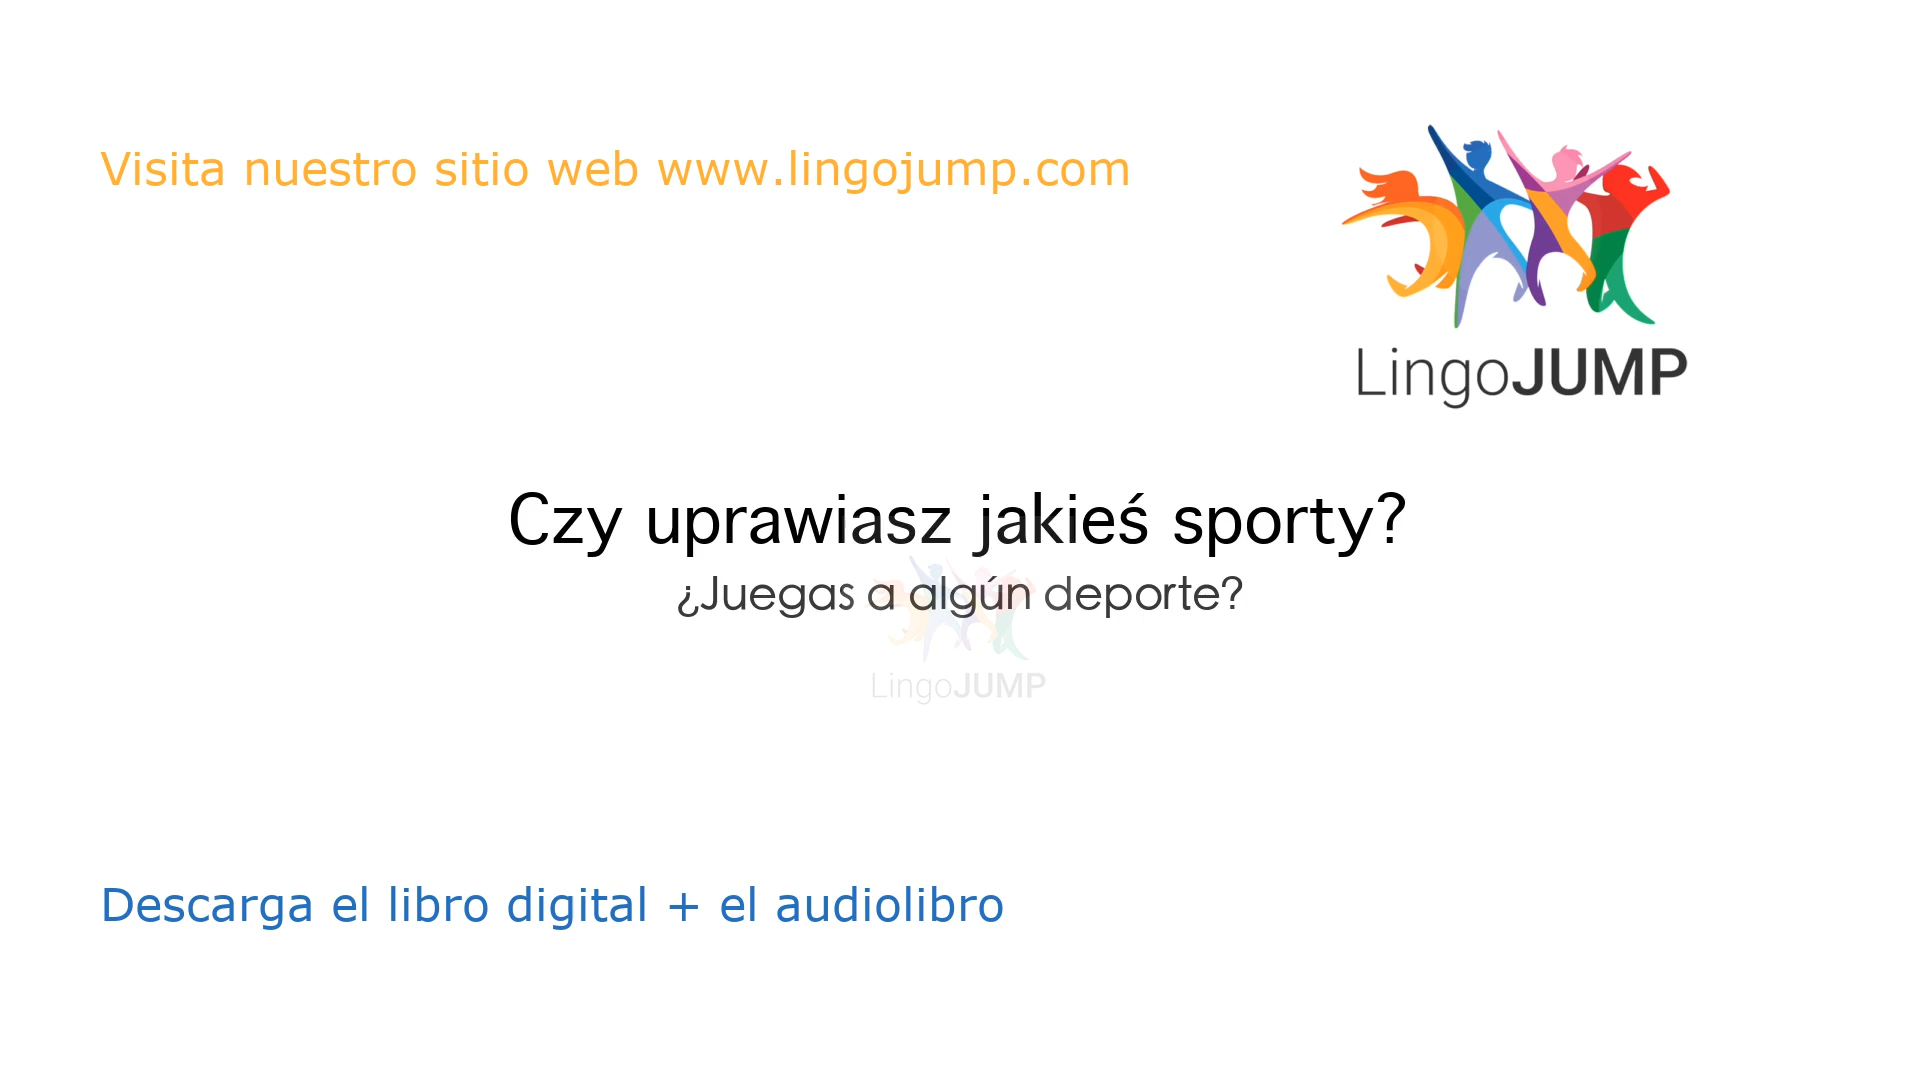 Visita nuestro sitio web www.lingojump.com
LingoJUMP
Czy uprawiasz jakieś sporty?
¿Juegas a algún deporte?
LingoJUMP
Descarga el libro digital + el audiolibro